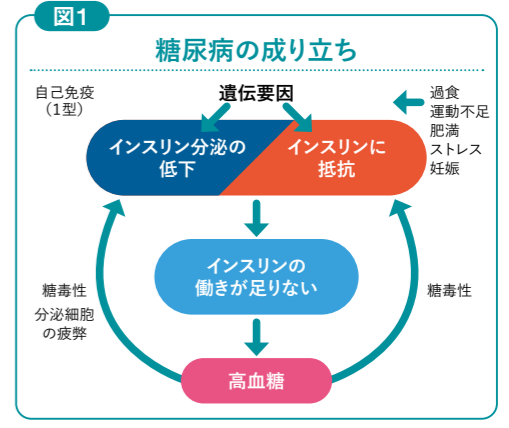 図1
糖尿病の成り立ち
自己免疫
（1型）
遺伝要因
過食
運動不足
肥満
ストレス
妊娠
インスリン分泌の
低下
インスリンに
抵抗
インスリンの
働きが足りない
糖毒性
分泌細胞
の疲弊
糖毒性
高血糖